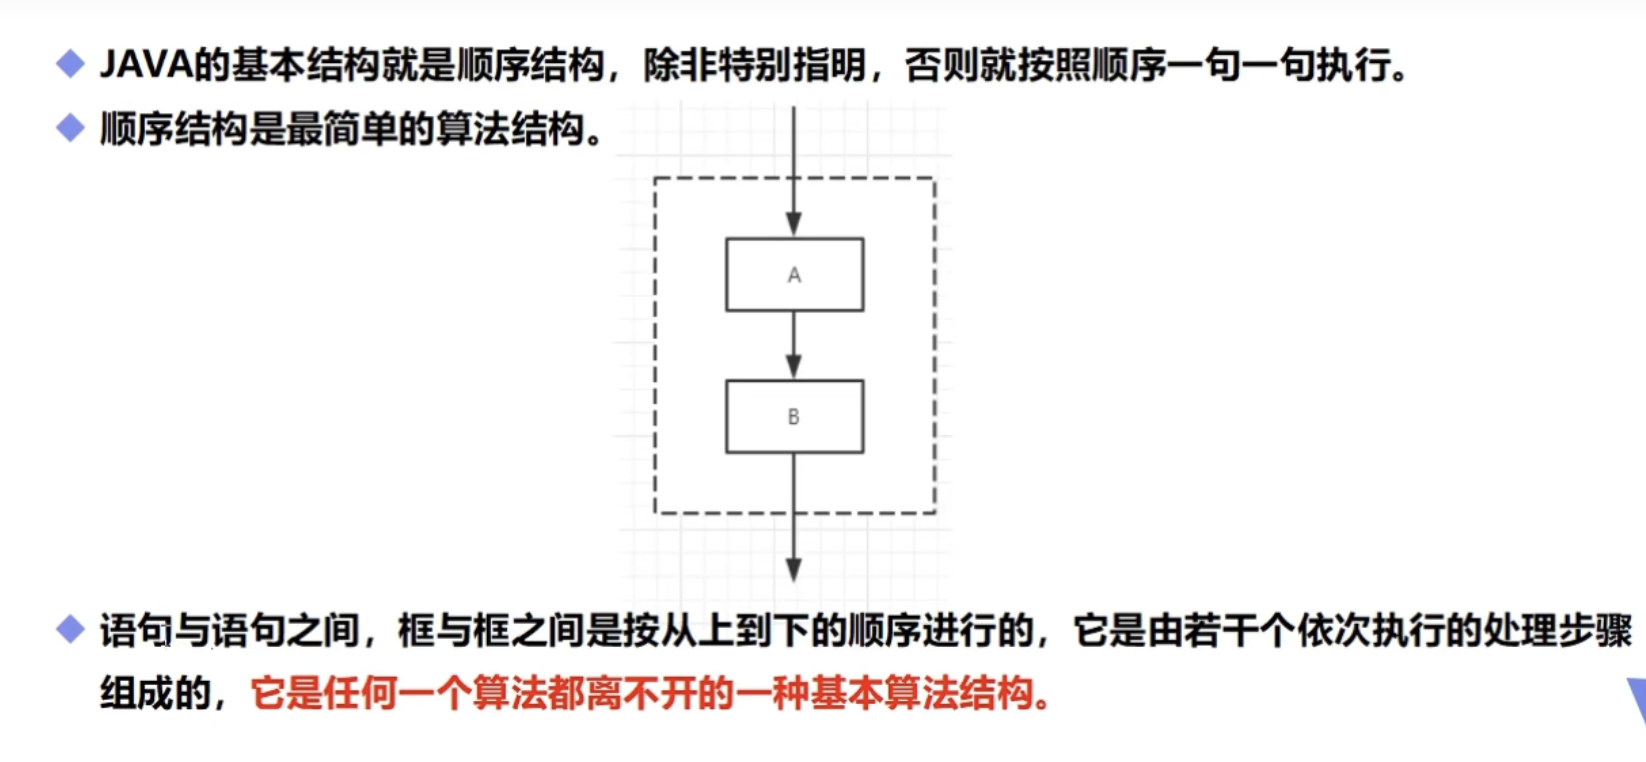 JAVA的基本结构就是顺序结构，除非特别指明，否则就按照顺序一句一句执行。
顺序结构是最简单的算法结构。
A
B
语句与语句之间，框与框之间是按从上到下的顺序进行的，它是由若干个依次执行的处理步骤
组成的，它是任何一个算法都离不开的一种基本算法结构。